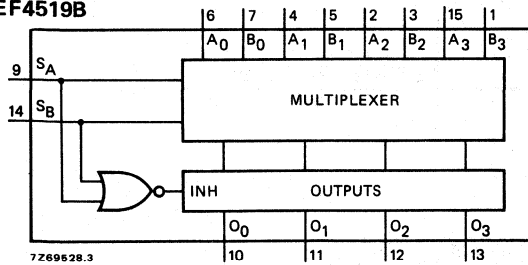 EF4519B
6 7 4 5 2 3 15 1
A0 B0 A1 B1 A2 B2 A3 B3
9 SA
MULTIPLEXER
14 SB
INH OUTPUTS
O0 O1 O2 O3
7Z69528.3 10 11 12 13